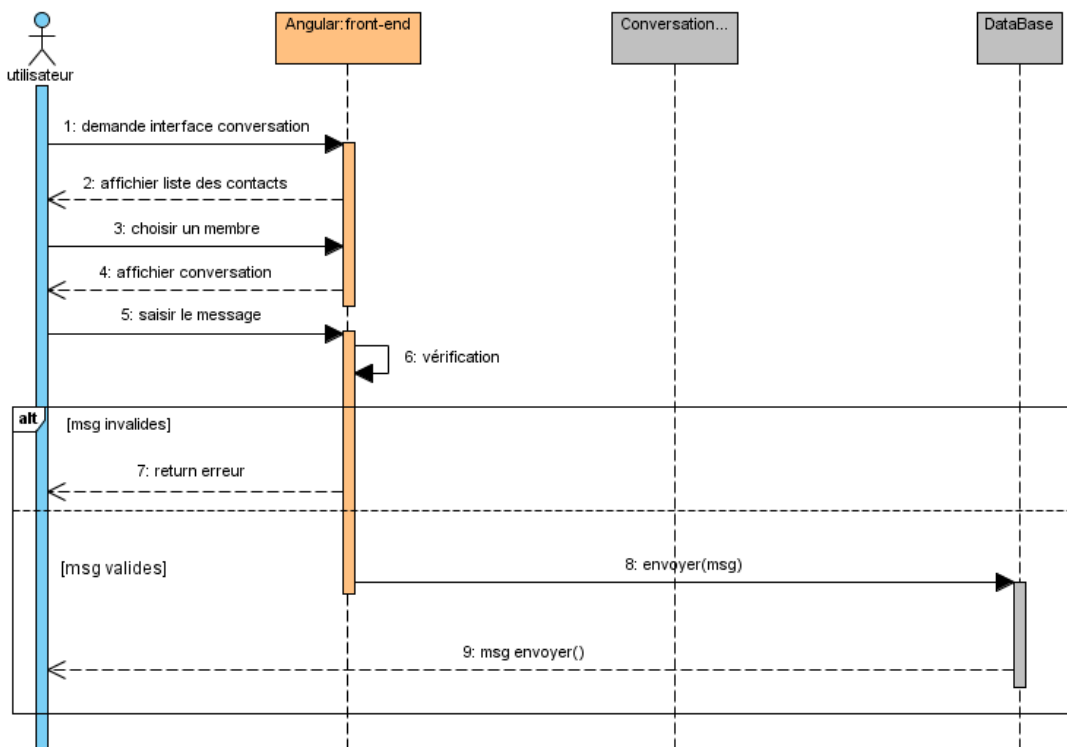 Angular:front-end
Conversation...
DataBase
utilisateur
1: demande interface conversation
2: affichier liste des contacts
3: choisir un membre
4: affichier conversation
5: saisir le message
6: vérification
alt
[msg invalides]
7: return erreur
[msg valides]
8: envoyer(msg)
9: msg envoyer()